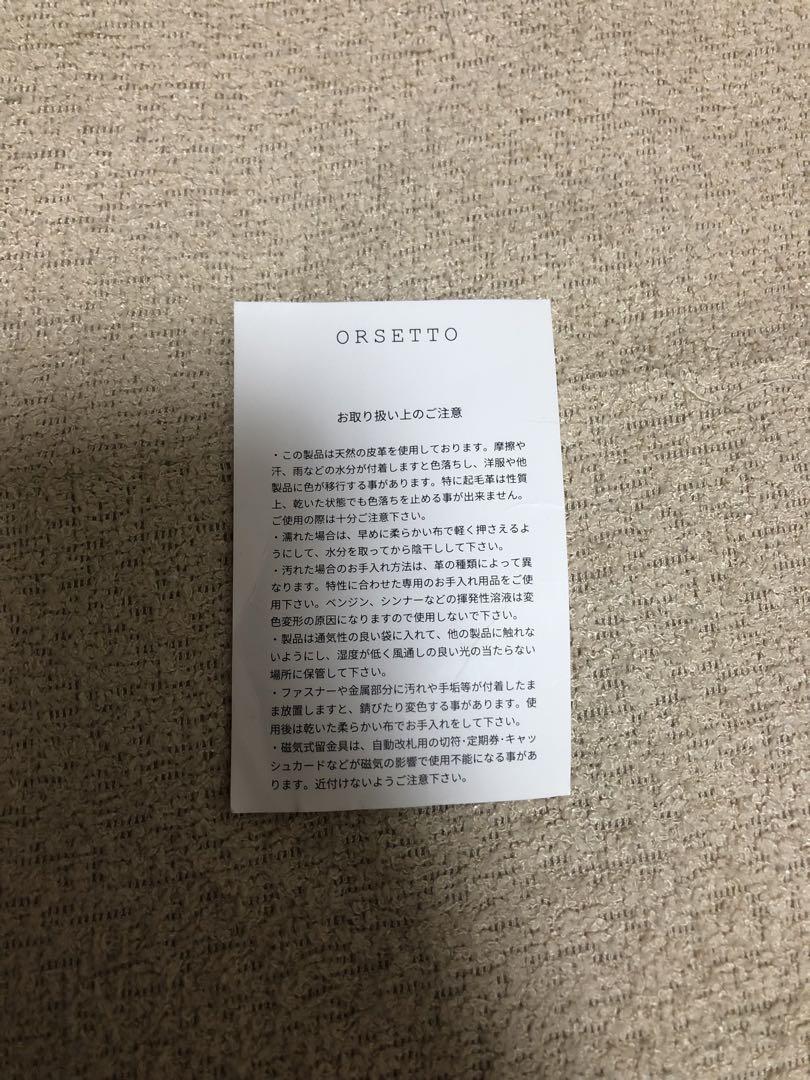 ORSETTO
お取り扱い上のご注意
・この製品は天然の皮革を使用しております。摩擦や
汗、雨などの水分が付着しますと色落ちし、洋服や他
製品に色が移行する事があります。特に起毛革は性質
上、乾いた状態でも色落ちを止める事が出来ません。
ご使用の際は十分ご注意下さい。
・濡れた場合は、早めに柔らかい布で軽く押さえるよ
うにして、水分を取ってから陰干しして下さい。
・汚れた場合のお手入れ方法は、革の種類によって異
なります。特性に合わせた専用のお手入れ用品をご使
用下さい。ベンジン、シンナーなどの揮発性溶液は変
色変形の原因になりますので使用しないで下さい。
・製品は通気性の良い袋に入れて、他の製品に触れな
いようにし、湿度が低く風通しの良い光の当たらない
場所に保管して下さい。
・ファスナーや金属部分に汚れや手垢等が付着したま
ま放置しますと、錆びたり変色する事があります。使
用後は乾いた柔らかい布でお手入れをして下さい。
・磁気式留金具は、自動改札用の切符･定期券･キャッ
シュカードなどが磁気の影響で使用不能になる事があ
ります。近付けないようご注意下さい。